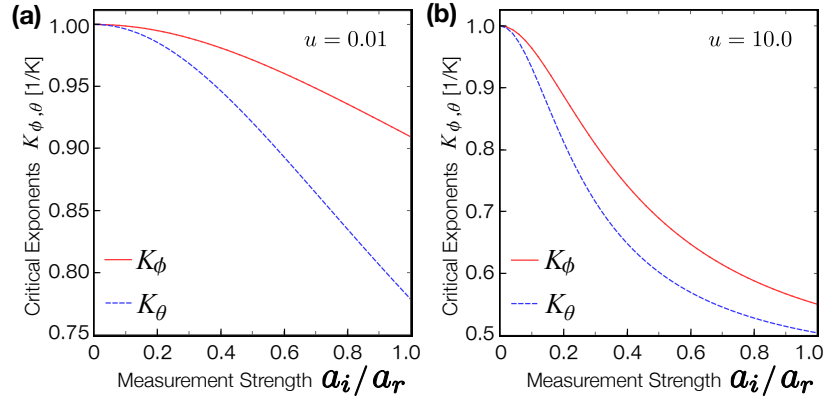 (a)
u = 0.01
Critical Exponents K_ϕ,θ [1/K]
1.00
0.95
0.90
0.85
0.80
0.75
K_ϕ
K_θ
0 0.2 0.4 0.6 0.8 1.0
Measurement Strength a_i/a_r
(b)
u = 10.0
Critical Exponents K_ϕ,θ [1/K]
1.0
0.9
0.8
0.7
0.6
0.5
K_ϕ
K_θ
0 0.2 0.4 0.6 0.8 1.0
Measurement Strength a_i/a_r